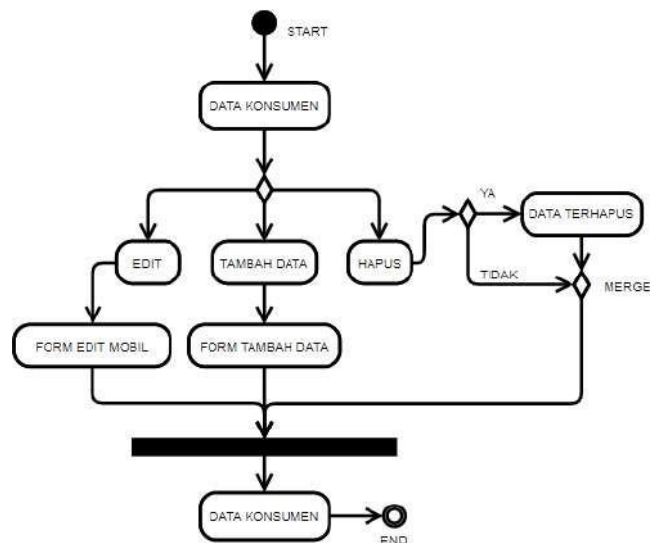 START
DATA KONSUMEN
YA
DATA TERHAPUS
EDIT
TAMBAH DATA
HAPUS
TIDAK
MERGE
FORM EDIT MOBIL
FORM TAMBAH DATA
DATA KONSUMEN
END